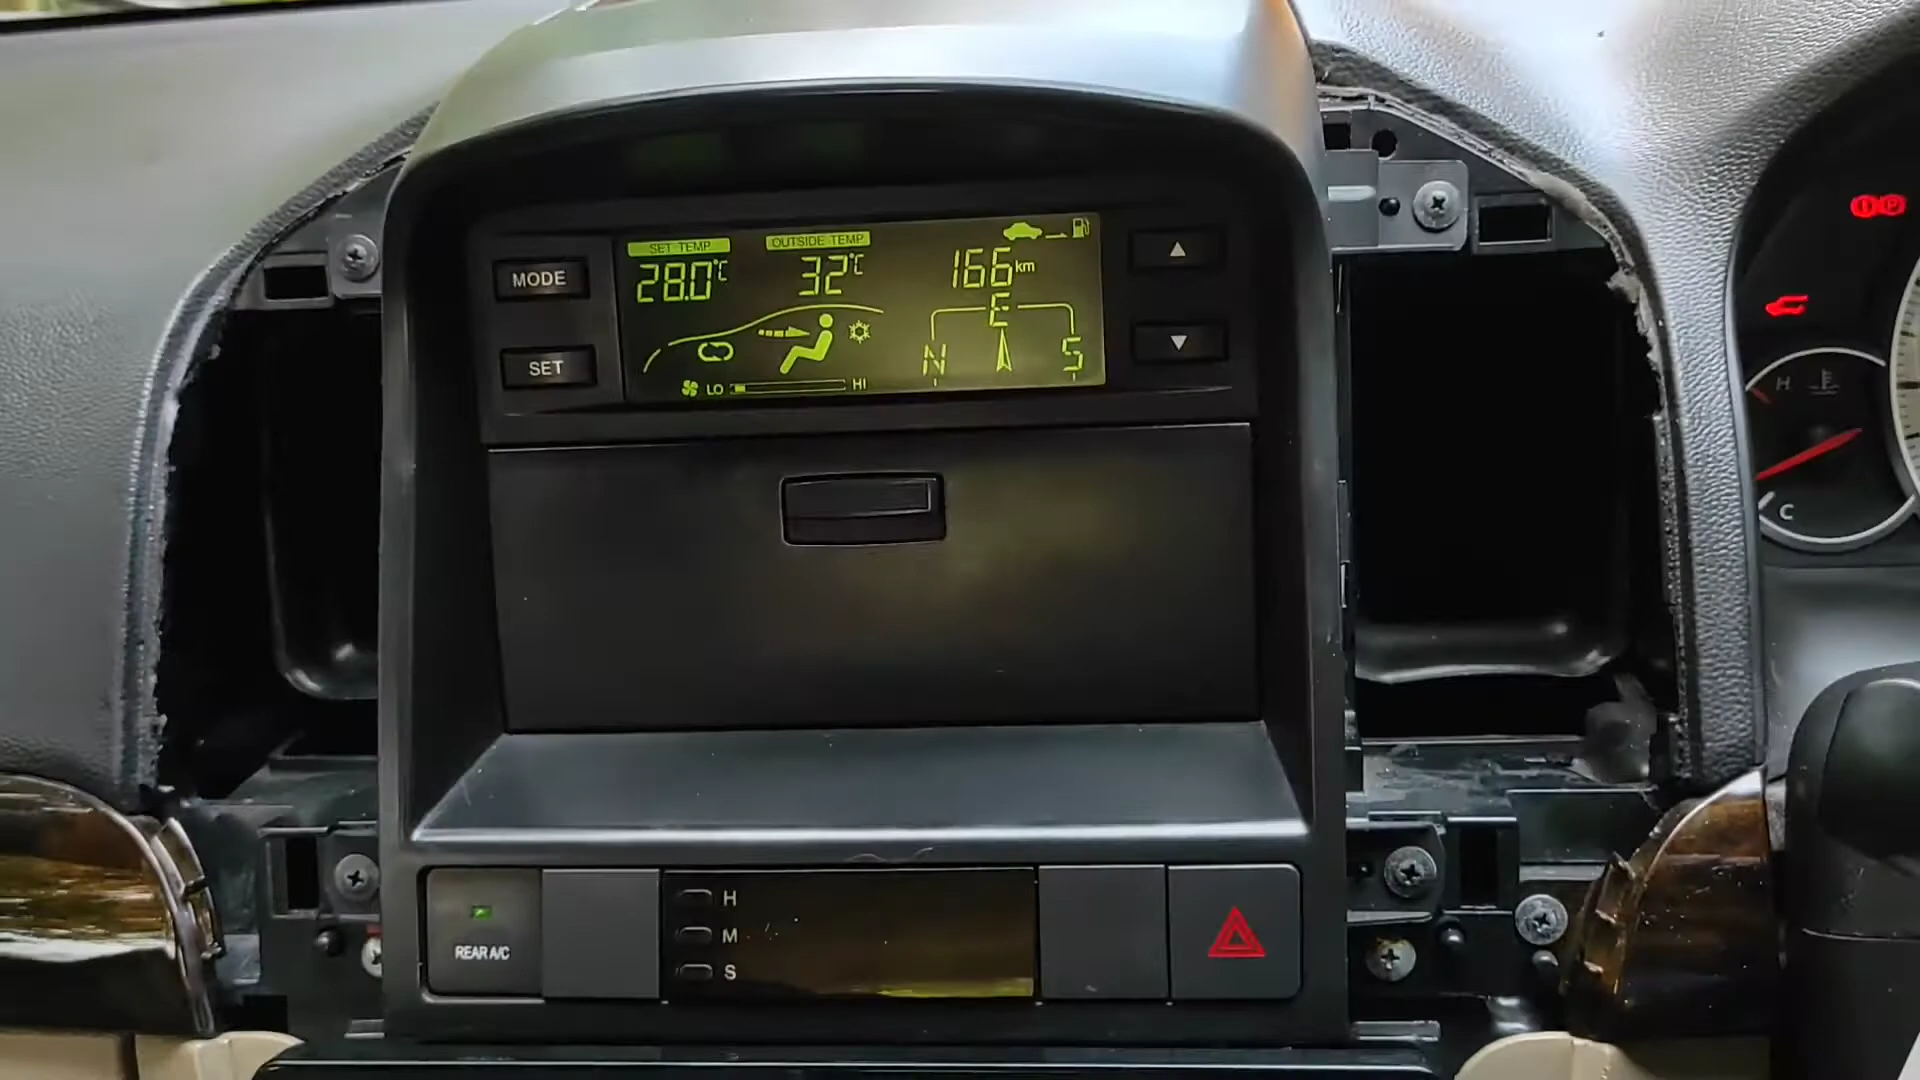 SET TEMP
OUTSIDE TEMP
MODE
28.0°C
32°C
166km
E
SET
N
S
LO
HI
H
C
H
M
S
REAR A/C